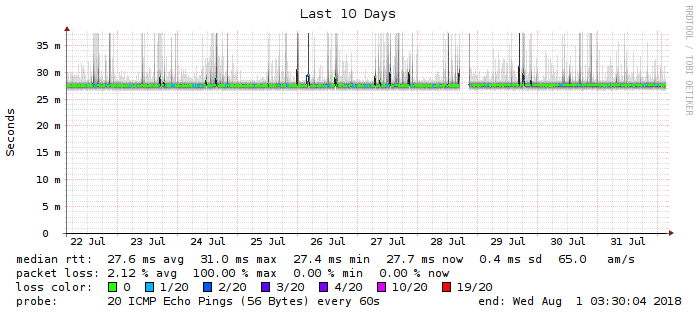 Last 10 Days
RRDTOOL / TOBI OETIKER
Seconds
35 m
30 m
25 m
20 m
15 m
10 m
5 m
0
22 Jul 23 Jul 24 Jul 25 Jul 26 Jul 27 Jul 28 Jul 29 Jul 30 Jul 31 Jul
median rtt: 27.6 ms avg 31.0 ms max 27.4 ms min 27.7 ms now 0.4 ms sd 65.0 am/s
packet loss: 2.12 % avg 100.00 % max 0.00 % min 0.00 % now
loss color: 0 1/20 2/20 3/20 4/20 10/20 19/20
probe: 20 ICMP Echo Pings (56 Bytes) every 60s end: Wed Aug 1 03:30:04 2018